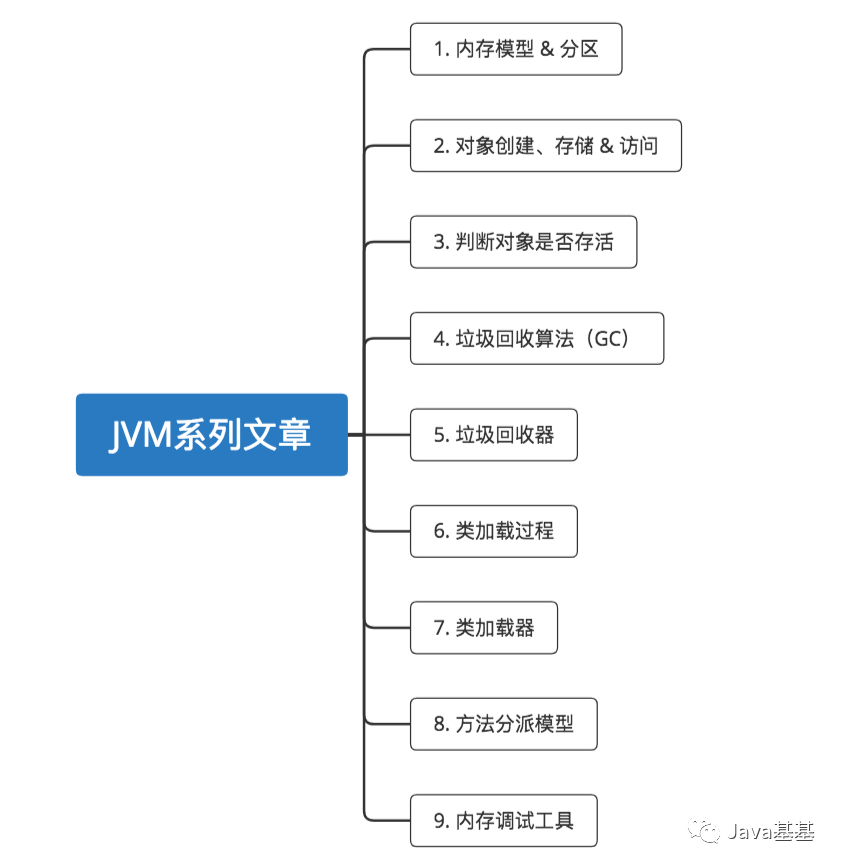 1. 内存模型 & 分区
2. 对象创建、存储 & 访问
3. 判断对象是否存活
4. 垃圾回收算法（GC）
JVM系列文章
5. 垃圾回收器
6. 类加载过程
7. 类加载器
8. 方法分派模型
9. 内存调试工具
Java基基